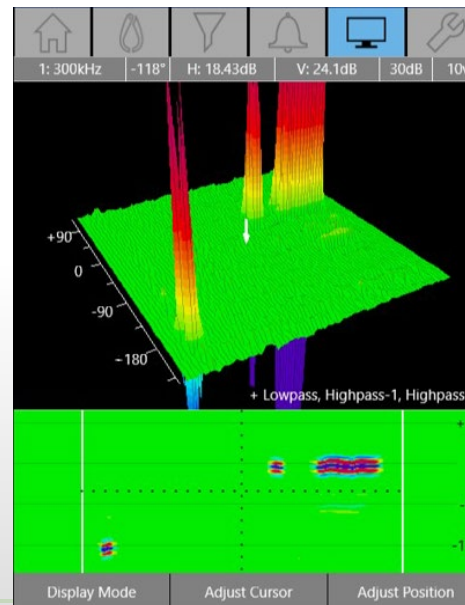 1: 300kHz -118° H: 18.43dB V: 24.1dB 30dB
+90
0
-90
-180
+ Lowpass, Highpass-1, Highpass
+
-
-1
Display Mode Adjust Cursor Adjust Position